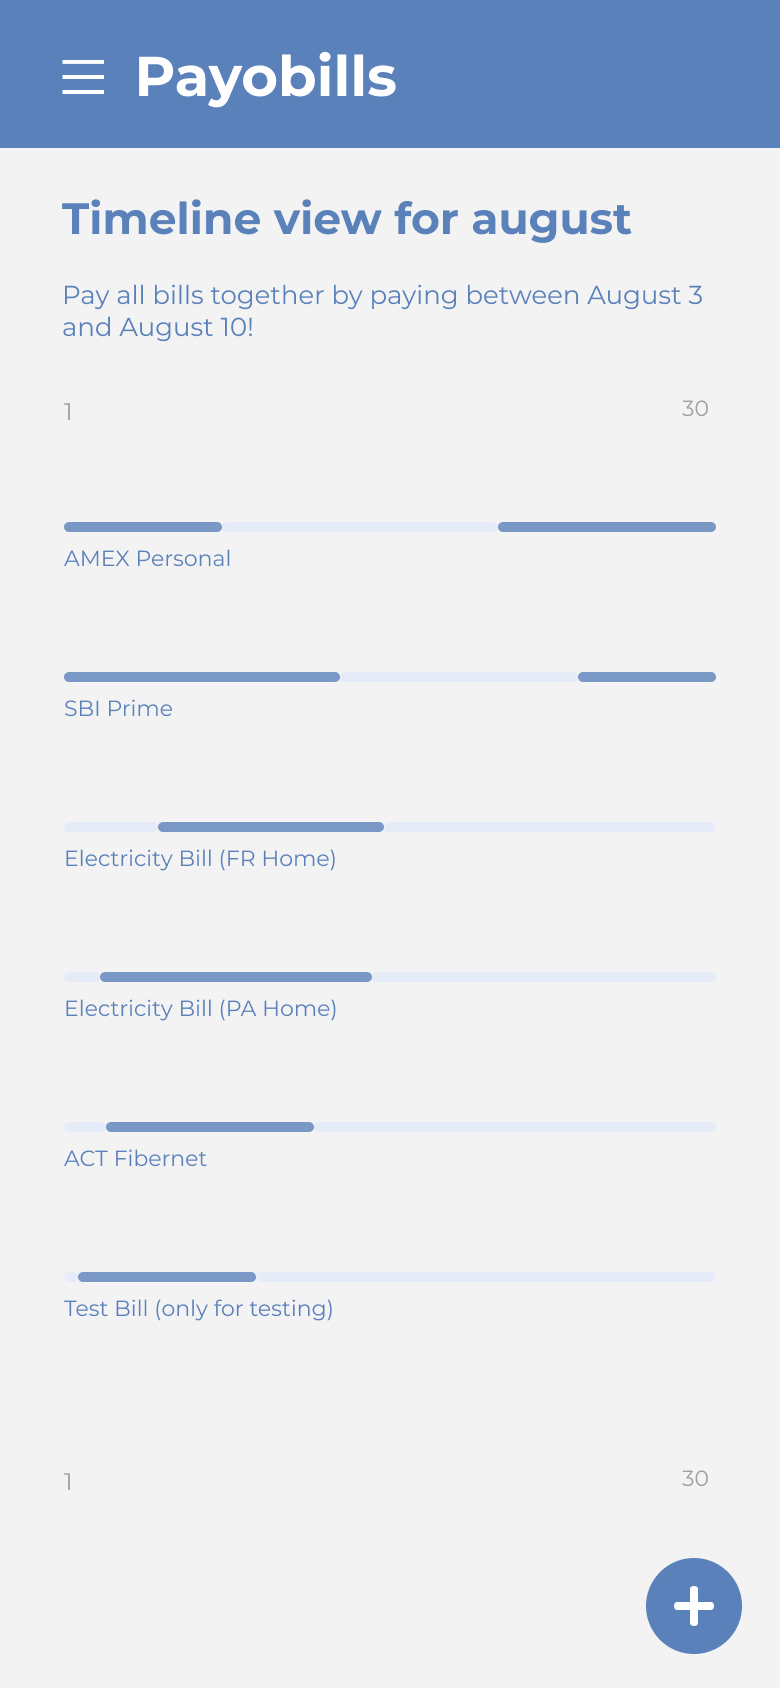 Payobills
Timeline view for august
Pay all bills together by paying between August 3
and August 10!
1 30
AMEX Personal
SBI Prime
Electricity Bill (FR Home)
Electricity Bill (PA Home)
ACT Fibernet
Test Bill (only for testing)
1 30